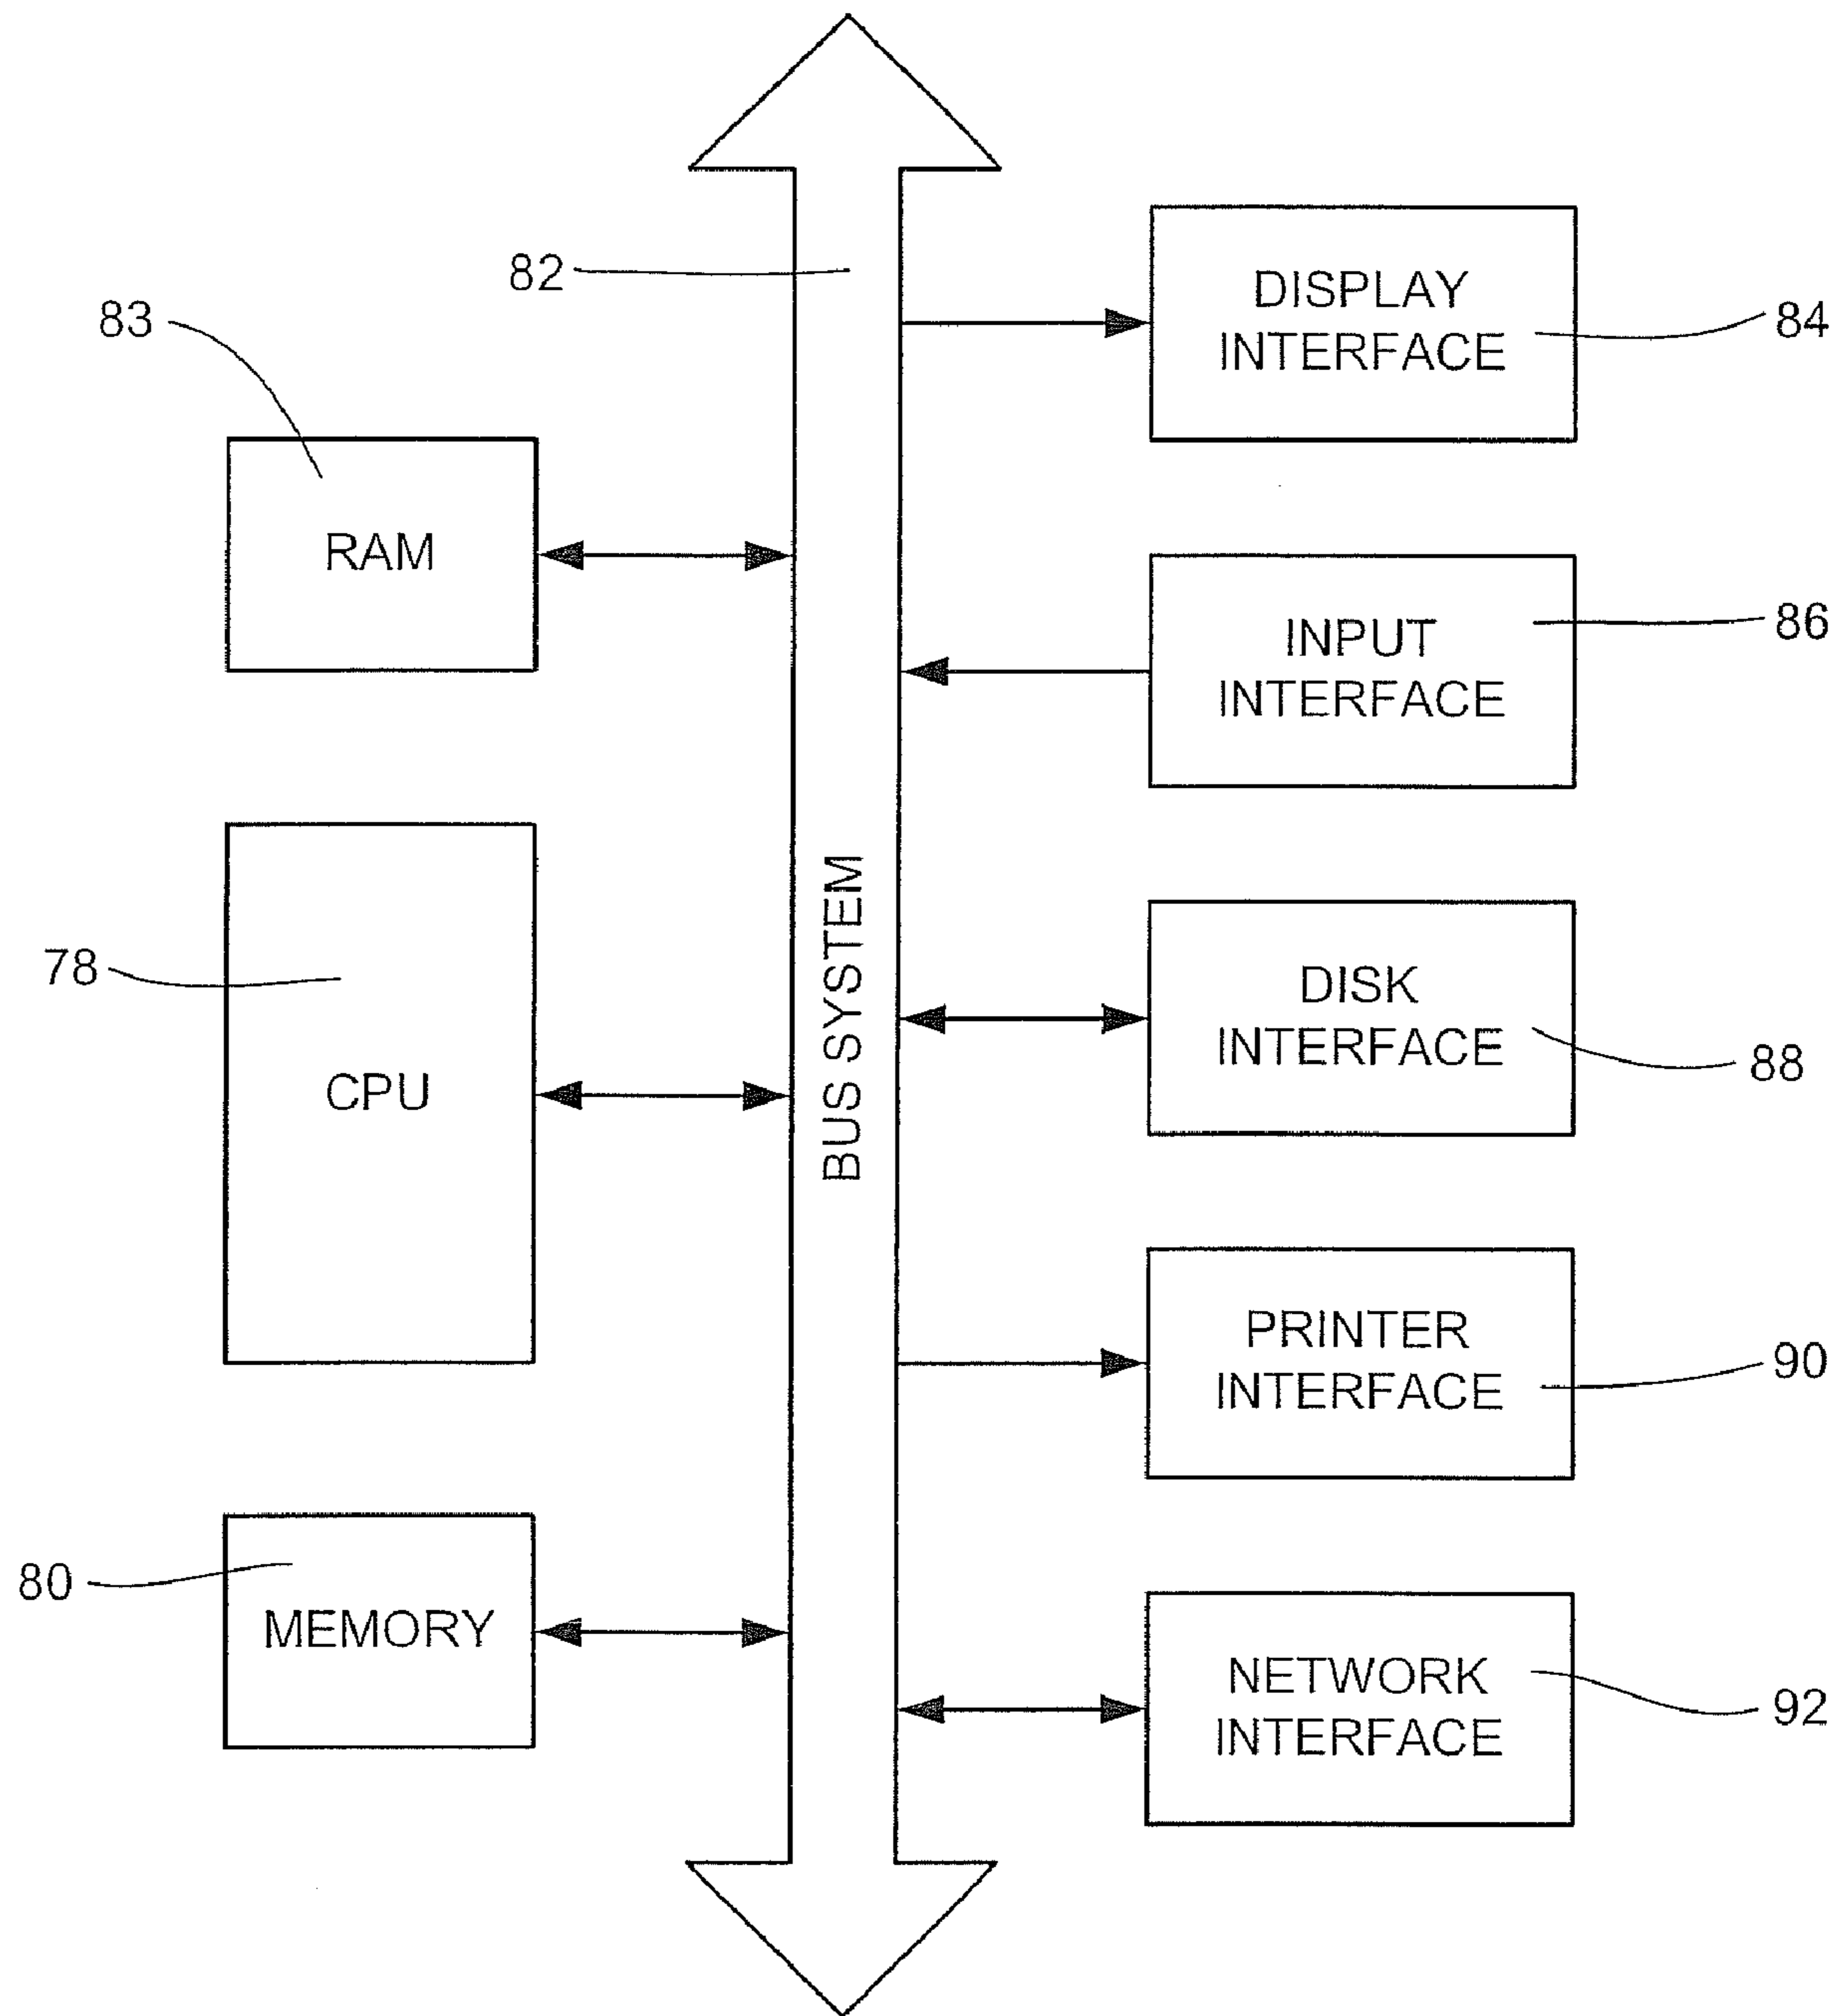 82
83
DISPLAY
INTERFACE
84
RAM
INPUT
INTERFACE
86
78
CPU
BUS SYSTEM
DISK
INTERFACE
88
PRINTER
INTERFACE
90
80
MEMORY
NETWORK
INTERFACE
92